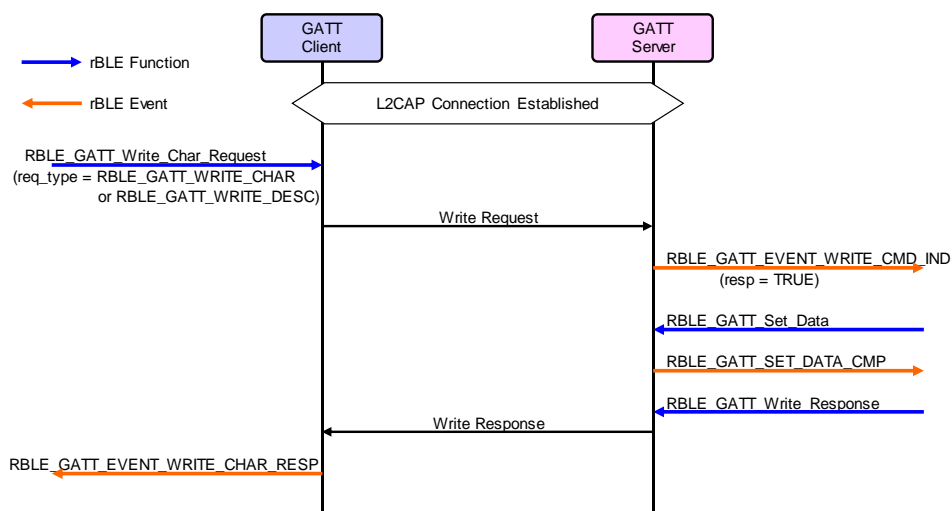 GATT
Client
GATT
Server
rBLE Function
rBLE Event
L2CAP Connection Established
RBLE_GATT_Write_Char_Request
(req_type = RBLE_GATT_WRITE_CHAR
or RBLE_GATT_WRITE_DESC)
Write Request
RBLE_GATT_EVENT_WRITE_CMD_IND
(resp = TRUE)
RBLE_GATT_Set_Data
RBLE_GATT_SET_DATA_CMP
RBLE_GATT_Write_Response
Write Response
RBLE_GATT_EVENT_WRITE_CHAR_RESP